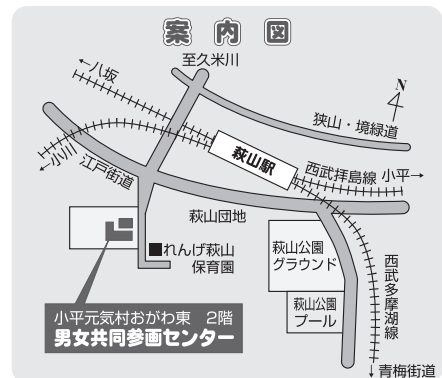 案内図
至久米川
←八坂
N
狭山・境緑道
萩山駅
←小川
江戸街道
西武拝島線 小平→
萩山団地
れんげ萩山
保育園
萩山公園
グラウンド
萩山公園
プール
西武多摩湖線
小平元気村おがわ東 2階
男女共同参画センター
↓青梅街道